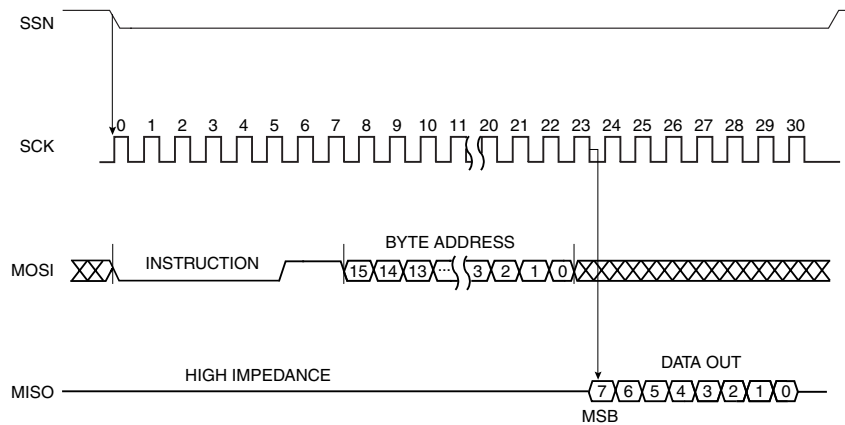 SSN
0 1 2 3 4 5 6 7 8 9 10 11 20 21 22 23 24 25 26 27 28 29 30
SCK
BYTE ADDRESS
INSTRUCTION
MOSI
15 14 13 ... 3 2 1 0
DATA OUT
HIGH IMPEDANCE
MISO
7 6 5 4 3 2 1 0
MSB